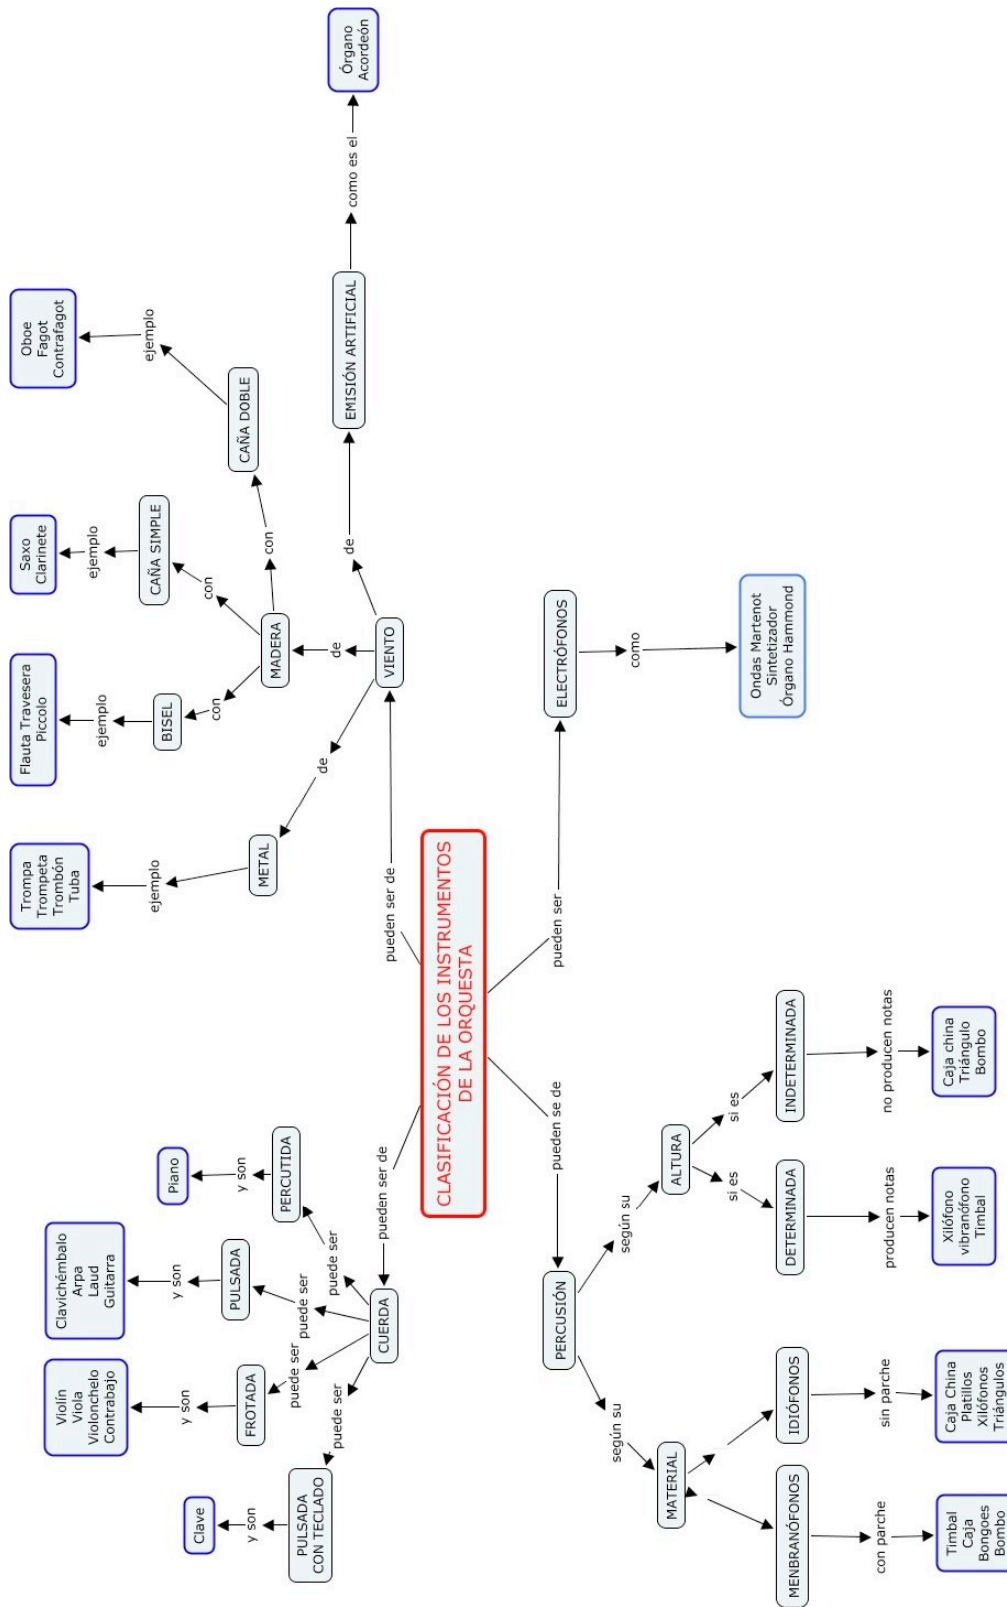 CLASIFICACIÓN DE LOS INSTRUMENTOS
DE LA ORQUESTA
pueden ser de
CUERDA
puede ser
PULSADA
CON TECLADO
y son
Clave
puede ser
FROTADA
y son
Violín
Viola
Violonchelo
Contrabajo
puede ser
PULSADA
y son
Clavichémbalo
Arpa
Laud
Guitarra
puede ser
PERCUTIDA
y son
Piano
pueden ser de
VIENTO
de
METAL
ejemplo
Trompa
Trompeta
Trombón
Tuba
de
MADERA
con
BISEL
ejemplo
Flauta Travesera
Piccolo
con
CAÑA SIMPLE
ejemplo
Saxo
Clarinete
con
CAÑA DOBLE
ejemplo
Oboe
Fagot
Contrafagot
de
EMISIÓN ARTIFICIAL
como es el
Órgano
Acordeón
pueden se de
PERCUSIÓN
según su
MATERIAL
MENBRANÓFONOS
con parche
Timbal
Caja
Bongoes
Bombo
IDIÓFONOS
sin parche
Caja China
Platillos
Xilófonos
Triángulos
según su
ALTURA
si es
DETERMINADA
producen notas
Xilófono
vibranófono
Timbal
si es
INDETERMINADA
no producen notas
Caja china
Triángulo
Bombo
pueden ser
ELECTRÓFONOS
como
Ondas Martenot
Sintetizador
Órgano Hammond